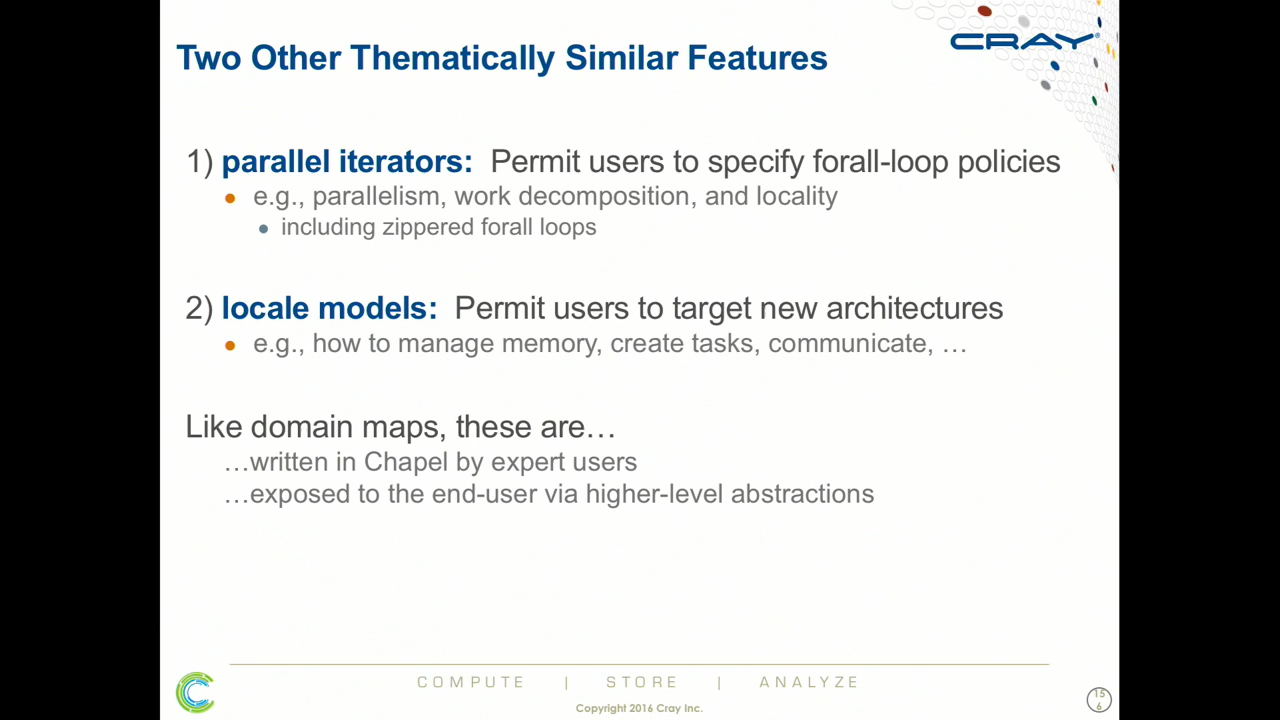 Two Other Thematically Similar Features
CRAY®
1) parallel iterators: Permit users to specify forall-loop policies
● e.g., parallelism, work decomposition, and locality
● including zippered forall loops
2) locale models: Permit users to target new architectures
● e.g., how to manage memory, create tasks, communicate, …
Like domain maps, these are…
…written in Chapel by expert users
…exposed to the end-user via higher-level abstractions
COMPUTE | STORE | ANALYZE
Copyright 2016 Cray Inc.
15
6